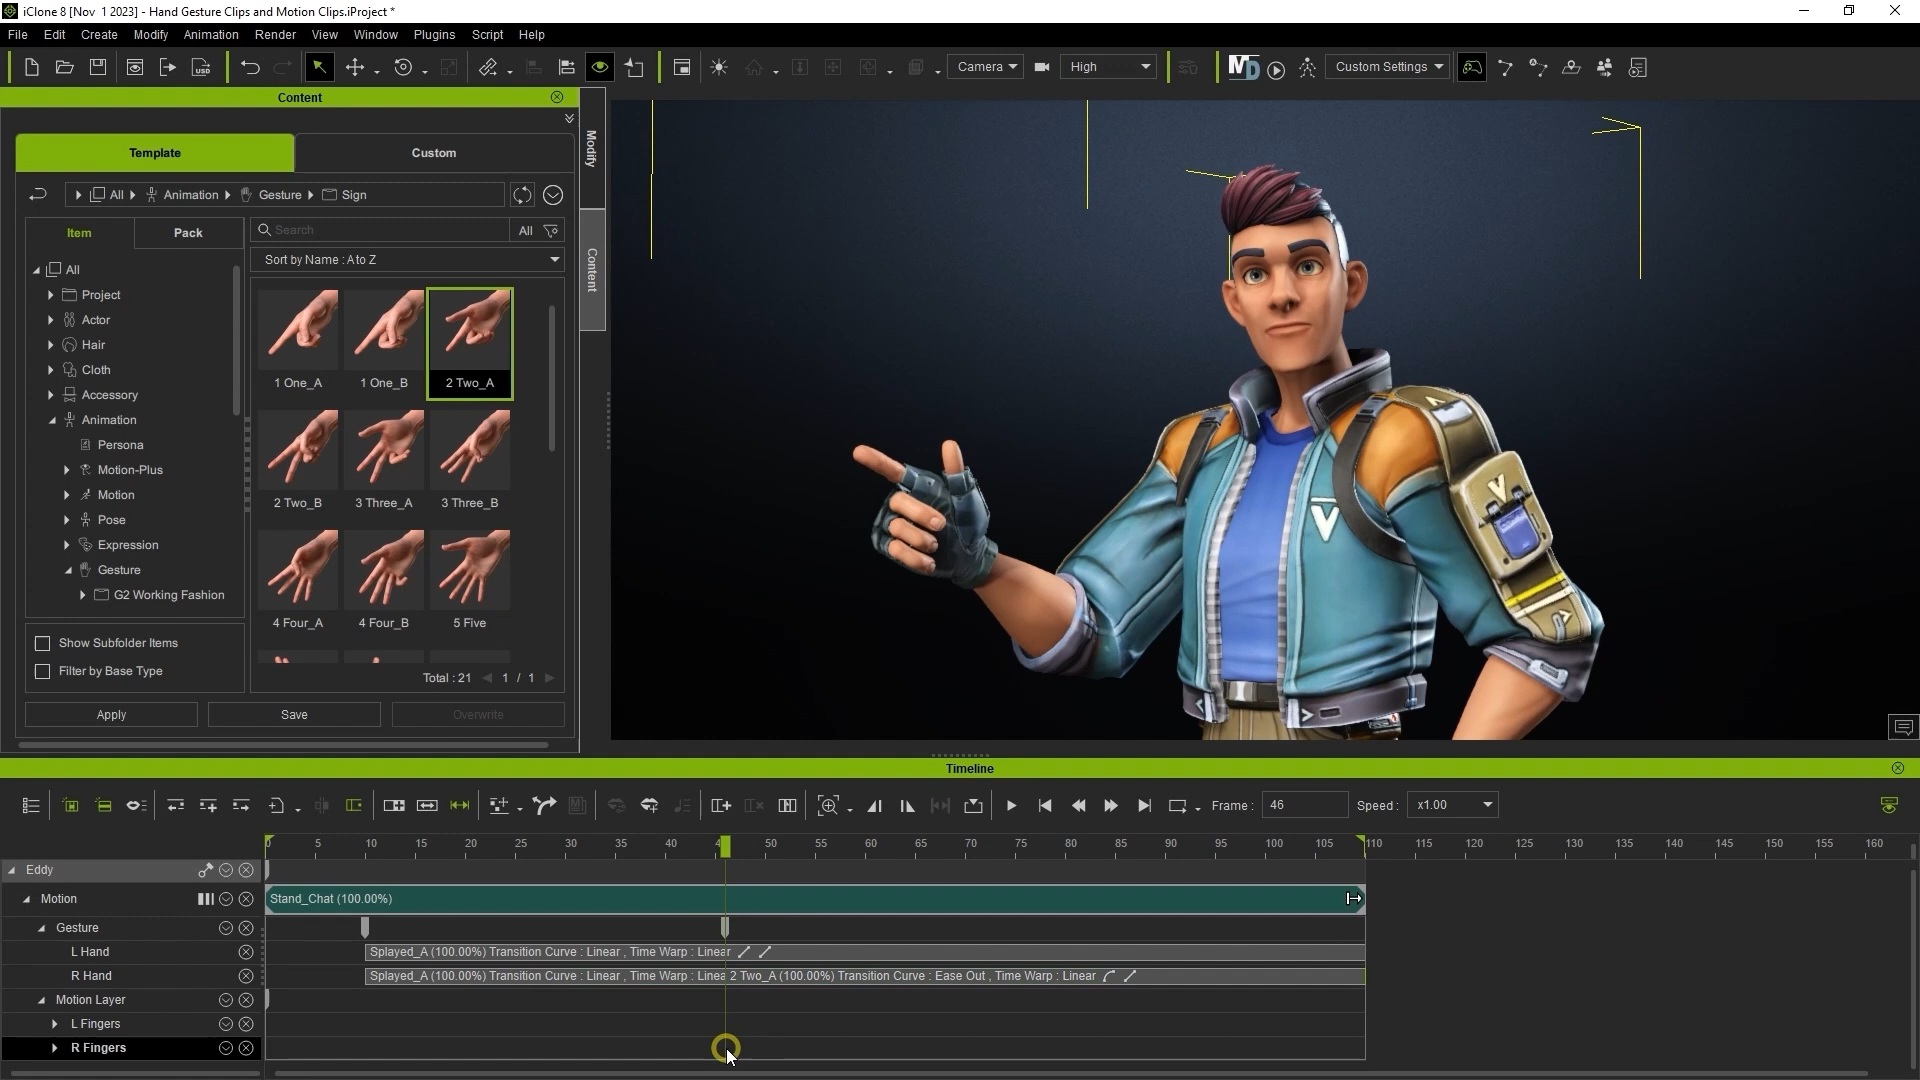 iClone 8 [Nov  1 2023] - Hand Gesture Clips and Motion Clips.iProject *
File Edit Create Modify Animation Render View Window Plugins Script Help
USD Camera High MD Custom Settings
Content
Modify
Content
Template Custom
All Animation Gesture Sign
Item Pack
Search All
Sort by Name : A to Z
All
Project
Actor
Hair
Cloth
Accessory
Animation
Persona
Motion-Plus
Motion
Pose
Expression
Gesture
G2 Working Fashion
1 One_A 1 One_B 2 Two_A
2 Two_B 3 Three_A 3 Three_B
4 Four_A 4 Four_B 5 Five
Show Subfolder Items
Filter by Base Type
Total : 21 1 / 1
Apply Save Overwrite
V
V
Timeline
Frame : 46 Speed : x1.00
0 5 10 15 20 25 30 35 40 4 50 55 60 65 70 75 80 85 90 95 100 105 110 115 120 125 130 135 140 145 150 155 160
Eddy
Motion Stand_Chat (100.00%)
Gesture
L Hand Splayed_A (100.00%) Transition Curve : Linear , Time Warp : Linear
R Hand Splayed_A (100.00%) Transition Curve : Linear , Time Warp : Linea 2 Two_A (100.00%) Transition Curve : Ease Out , Time Warp : Linear
Motion Layer
L Fingers
R Fingers